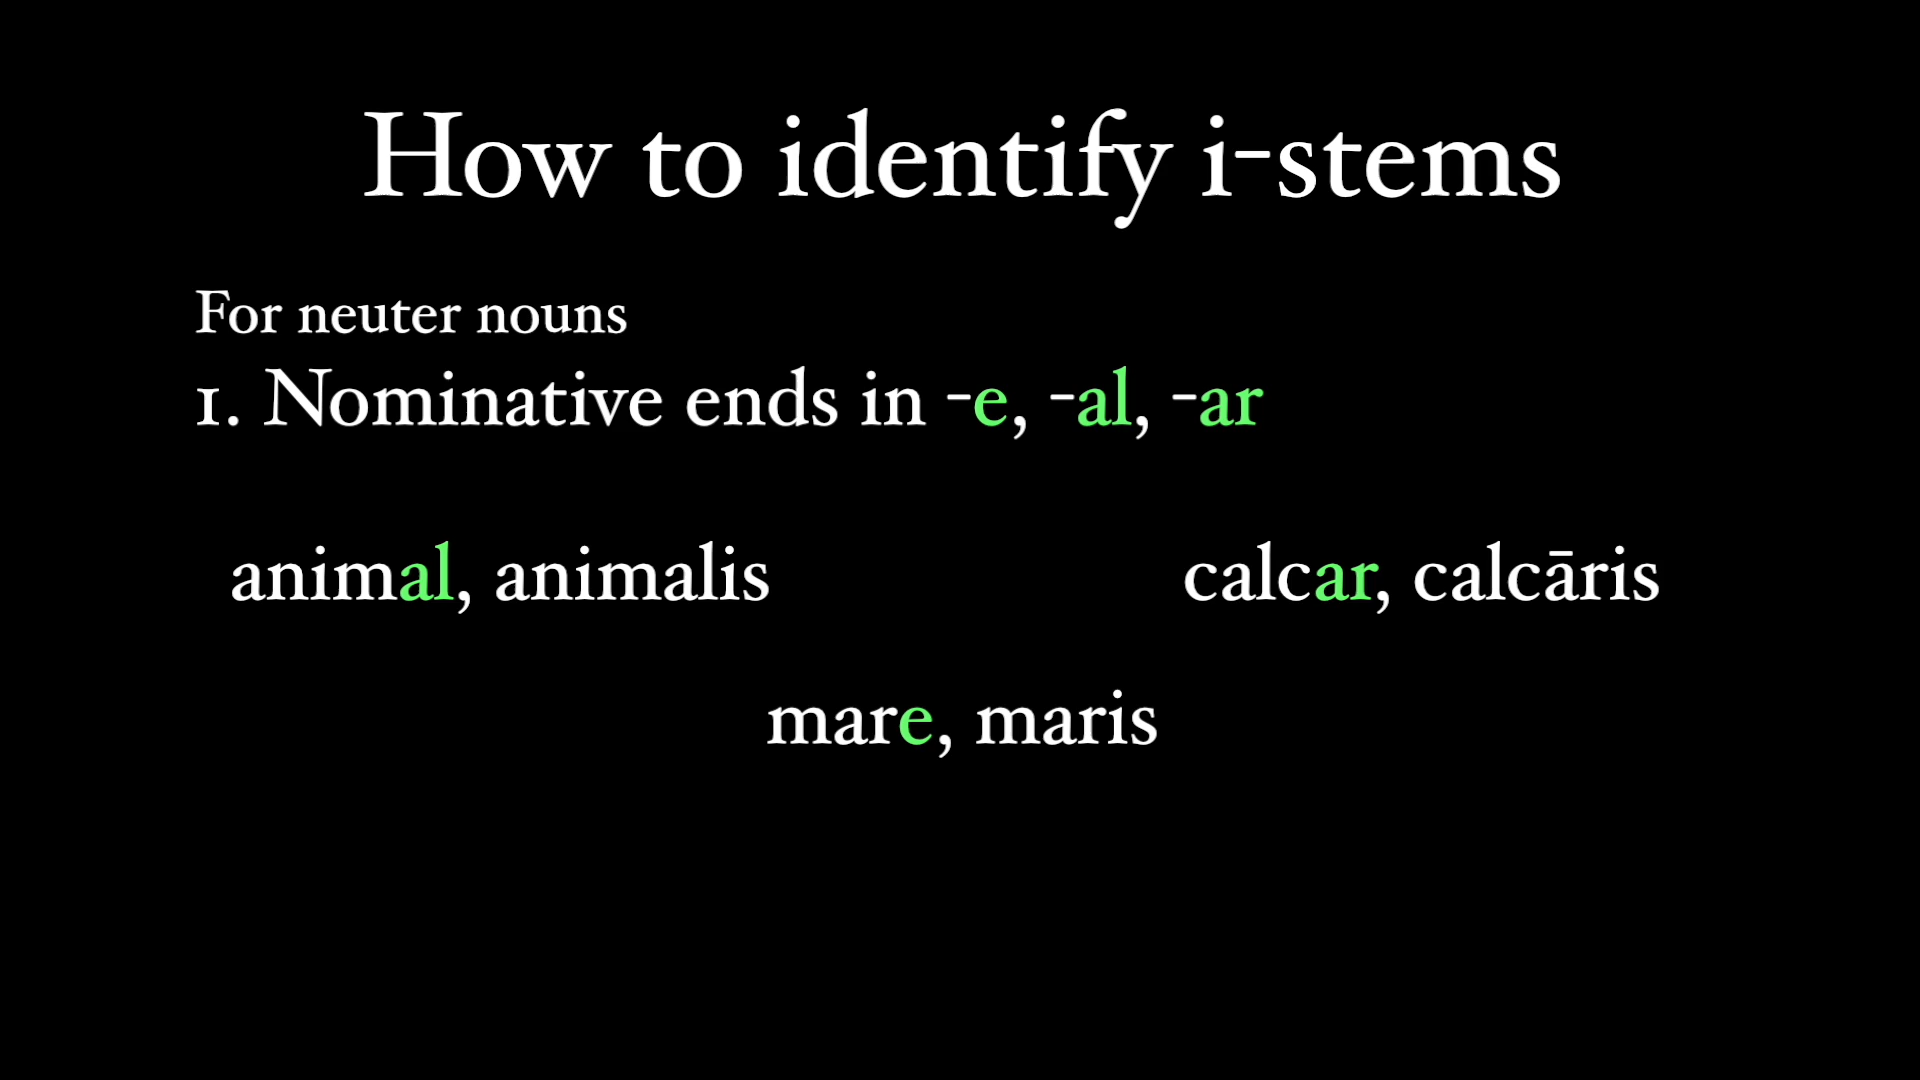 How to identify i-stems
For neuter nouns
1. Nominative ends in -e, -al, -ar
animal, animalis
calcar, calcāris
mare, maris